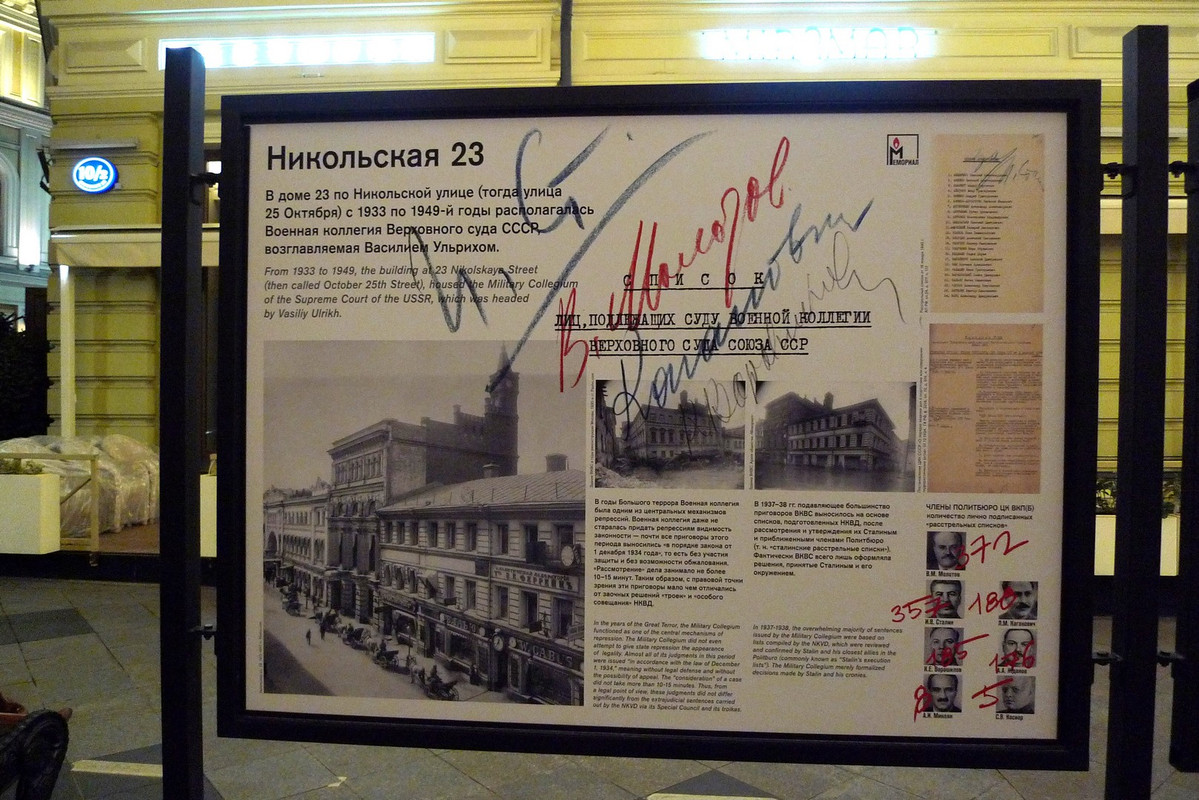 10/2
Никольская 23
В доме 23 по Никольской улице (тогда улица
25 Октября) с 1933 по 1949-й годы располагалась
Военная коллегия Верховного суда СССР,
возглавляемая Василием Ульрихом.
From 1933 to 1949, the building at 23 Nikolskaya Street
(then called October 25th Street), housed the Military Collegium
of the Supreme Court of the USSR, which was headed
by Vasiliy Ulrikh.
МЕМОРИАЛ
И. Ст.
В. Молотов
Каганович
Ворошилов
СПИСОК
ЛИЦ, ПОДЛЕЖАЩИХ СУДУ ВОЕННОЙ КОЛЛЕГИИ
ВЕРХОВНОГО СУДА СОЮЗА ССР
В годы Большого террора Военная коллегия
была одним из центральных механизмов
репрессий. Военная коллегия даже не
старалась придать репрессиям видимость
законности — почти все приговоры этого
периода выносились «в порядке закона от
1 декабря 1934 года», то есть без участия
защиты и без возможности обжалования.
«Рассмотрение» дела занимало не более
10–15 минут. Таким образом, с правовой точки
зрения эти приговоры мало чем отличались
от заочных решений «троек» и «особого
совещания» НКВД.
In the years of the Great Terror, the Military Collegium
functioned as one of the central mechanisms of
repression. The Military Collegium did not even
attempt to give state repression the appearance
of legality. Almost all of its judgments in this period
were issued "in accordance with the law of December
1, 1934," meaning without legal defense and without
the possibility of appeal. The "consideration" of a case
did not take more than 10-15 minutes. Thus, from
a legal point of view, these judgments did not differ
significantly from the extrajudicial sentences carried
out by the NKVD via its Special Council and its troikas.
В 1937–38 гг. подавляющее большинство
приговоров ВКВС выносилось на основе
списков, подготовленных НКВД, после
рассмотрения и утверждения их Сталиным
и приближенными членами Политбюро
(т. н. «сталинские расстрельные списки»).
Фактически ВКВС всего лишь оформляла
решения, принятые Сталиным и его
окружением.
In 1937-1938, the overwhelming majority of sentences
issued by the Military Collegium were based on
lists compiled by the NKVD, which were reviewed
and confirmed by Stalin and his closest allies in the
Politburo (commonly known as "Stalin's execution
lists"). The Military Collegium merely formalized
decisions made by Stalin and his cronies.
ЧЛЕНЫ ПОЛИТБЮРО ЦК ВКП(Б)
количество лично подписанных
«расстрельных списков»
372
В.М. Молотов
357
И.В. Сталин
188
Л.М. Каганович
К.Е. Ворошилов
8
А.И. Микоян
5
С.В. Косиор